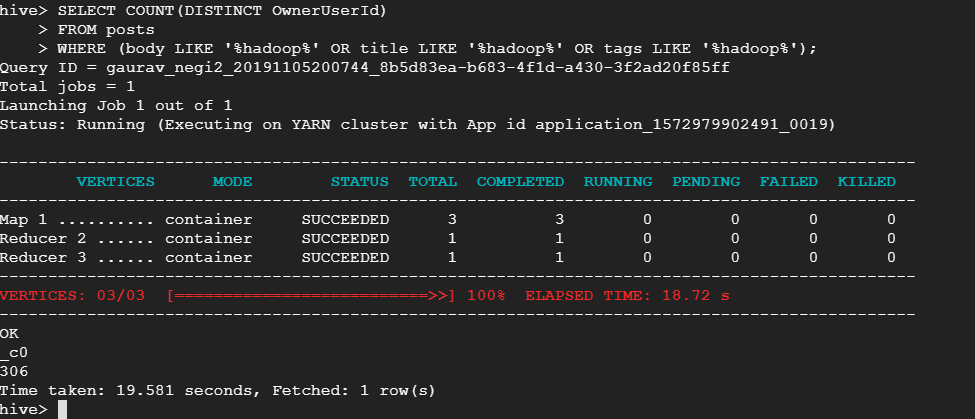 hive> SELECT COUNT(DISTINCT OwnerUserId)
    > FROM posts
    > WHERE (body LIKE '%hadoop%' OR title LIKE '%hadoop%' OR tags LIKE '%hadoop%');
Query ID = gaurav_negi2_20191105200744_8b5d83ea-b683-4f1d-a430-3f2ad20f85ff
Total jobs = 1
Launching Job 1 out of 1
Status: Running (Executing on YARN cluster with App id application_1572979902491_0019)
----------------------------------------------------------------------------------------------
        VERTICES      MODE        STATUS  TOTAL  COMPLETED  RUNNING  PENDING  FAILED  KILLED
----------------------------------------------------------------------------------------------
Map 1 .......... container     SUCCEEDED      3          3        0        0       0       0
Reducer 2 ...... container     SUCCEEDED      1          1        0        0       0       0
Reducer 3 ...... container     SUCCEEDED      1          1        0        0       0       0
----------------------------------------------------------------------------------------------
VERTICES: 03/03  [==========================>>] 100%  ELAPSED TIME: 18.72 s
----------------------------------------------------------------------------------------------
OK
_c0
306
Time taken: 19.581 seconds, Fetched: 1 row(s)
hive>